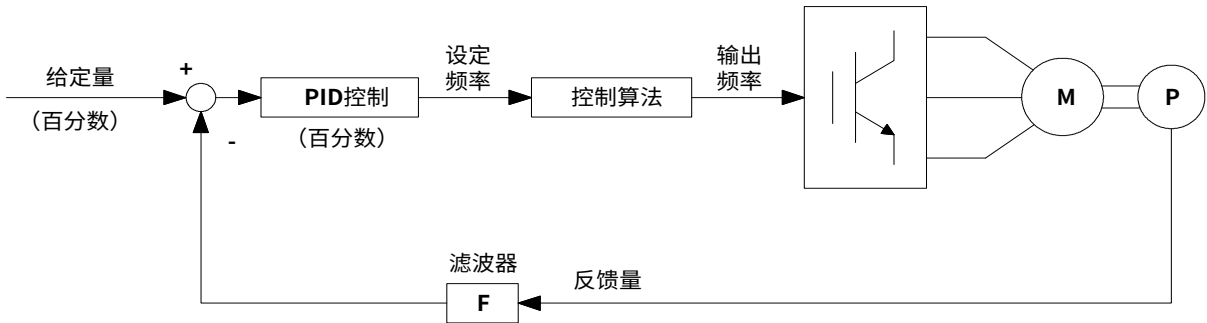 给定量
（百分数）
+
-
PID控制
（百分数）
设定
频率
控制算法
输出
频率
M
P
滤波器
F
反馈量